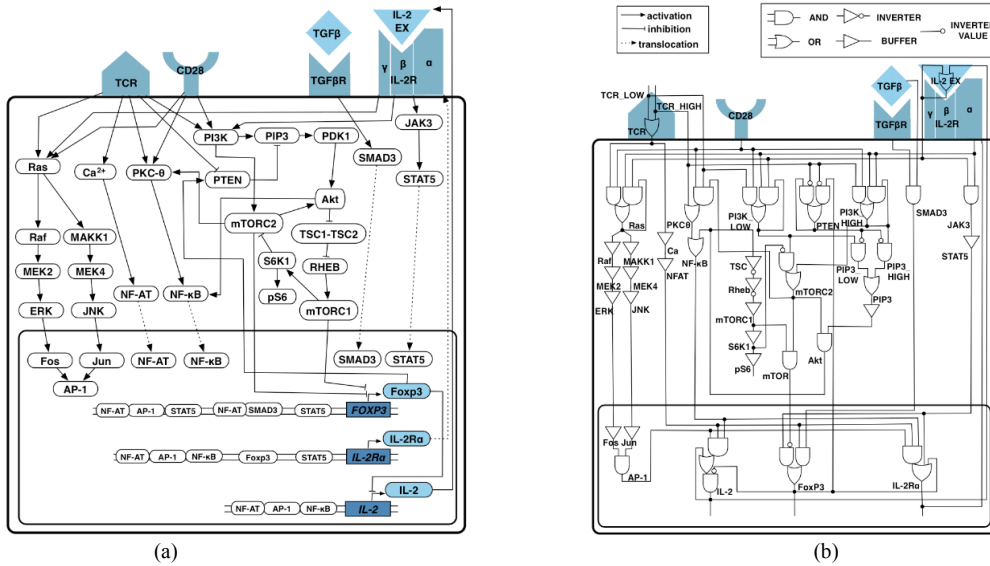 IL-2
EX
TGFβ
γ β α
IL-2R
TCR
CD28
TGFβR
JAK3
PI3K
PIP3
PDK1
SMAD3
Ras
Ca2+
PKC-θ
PTEN
STAT5
Akt
mTORC2
TSC1-TSC2
Raf
MAKK1
S6K1
RHEB
MEK2
MEK4
NF-AT
NF-κB
pS6
mTORC1
ERK
JNK
Fos
Jun
NF-AT
NF-κB
SMAD3
STAT5
AP-1
Foxp3
NF-AT AP-1 STAT5 NF-AT SMAD3 STAT5 FOXP3
IL-2Rα
NF-AT AP-1 NF-κB Foxp3 STAT5 IL-2Rα
IL-2
NF-AT AP-1 NF-κB IL-2
(a)
activation
inhibition
translocation
AND
INVERTER
OR
BUFFER
INVERTER
VALUE
TCR_LOW
TCR_HIGH
TCR
CD28
TGFβ
TGFβR
IL-2 EX
γ β α
IL-2R
Ras
PKCθ
PI3K
LOW
PTEN
PI3K
HIGH
SMAD3
JAK3
Ca
NF-κB
STAT5
Raf
MAKK1
NFAT
TSC
PIP3
LOW
PIP3
HIGH
MEK2
MEK4
Rheb
mTORC2
PIP3
ERK
JNK
mTORC1
S6K1
Akt
pS6
mTOR
Fos Jun
AP-1
IL-2
FoxP3
IL-2Rα
(b)